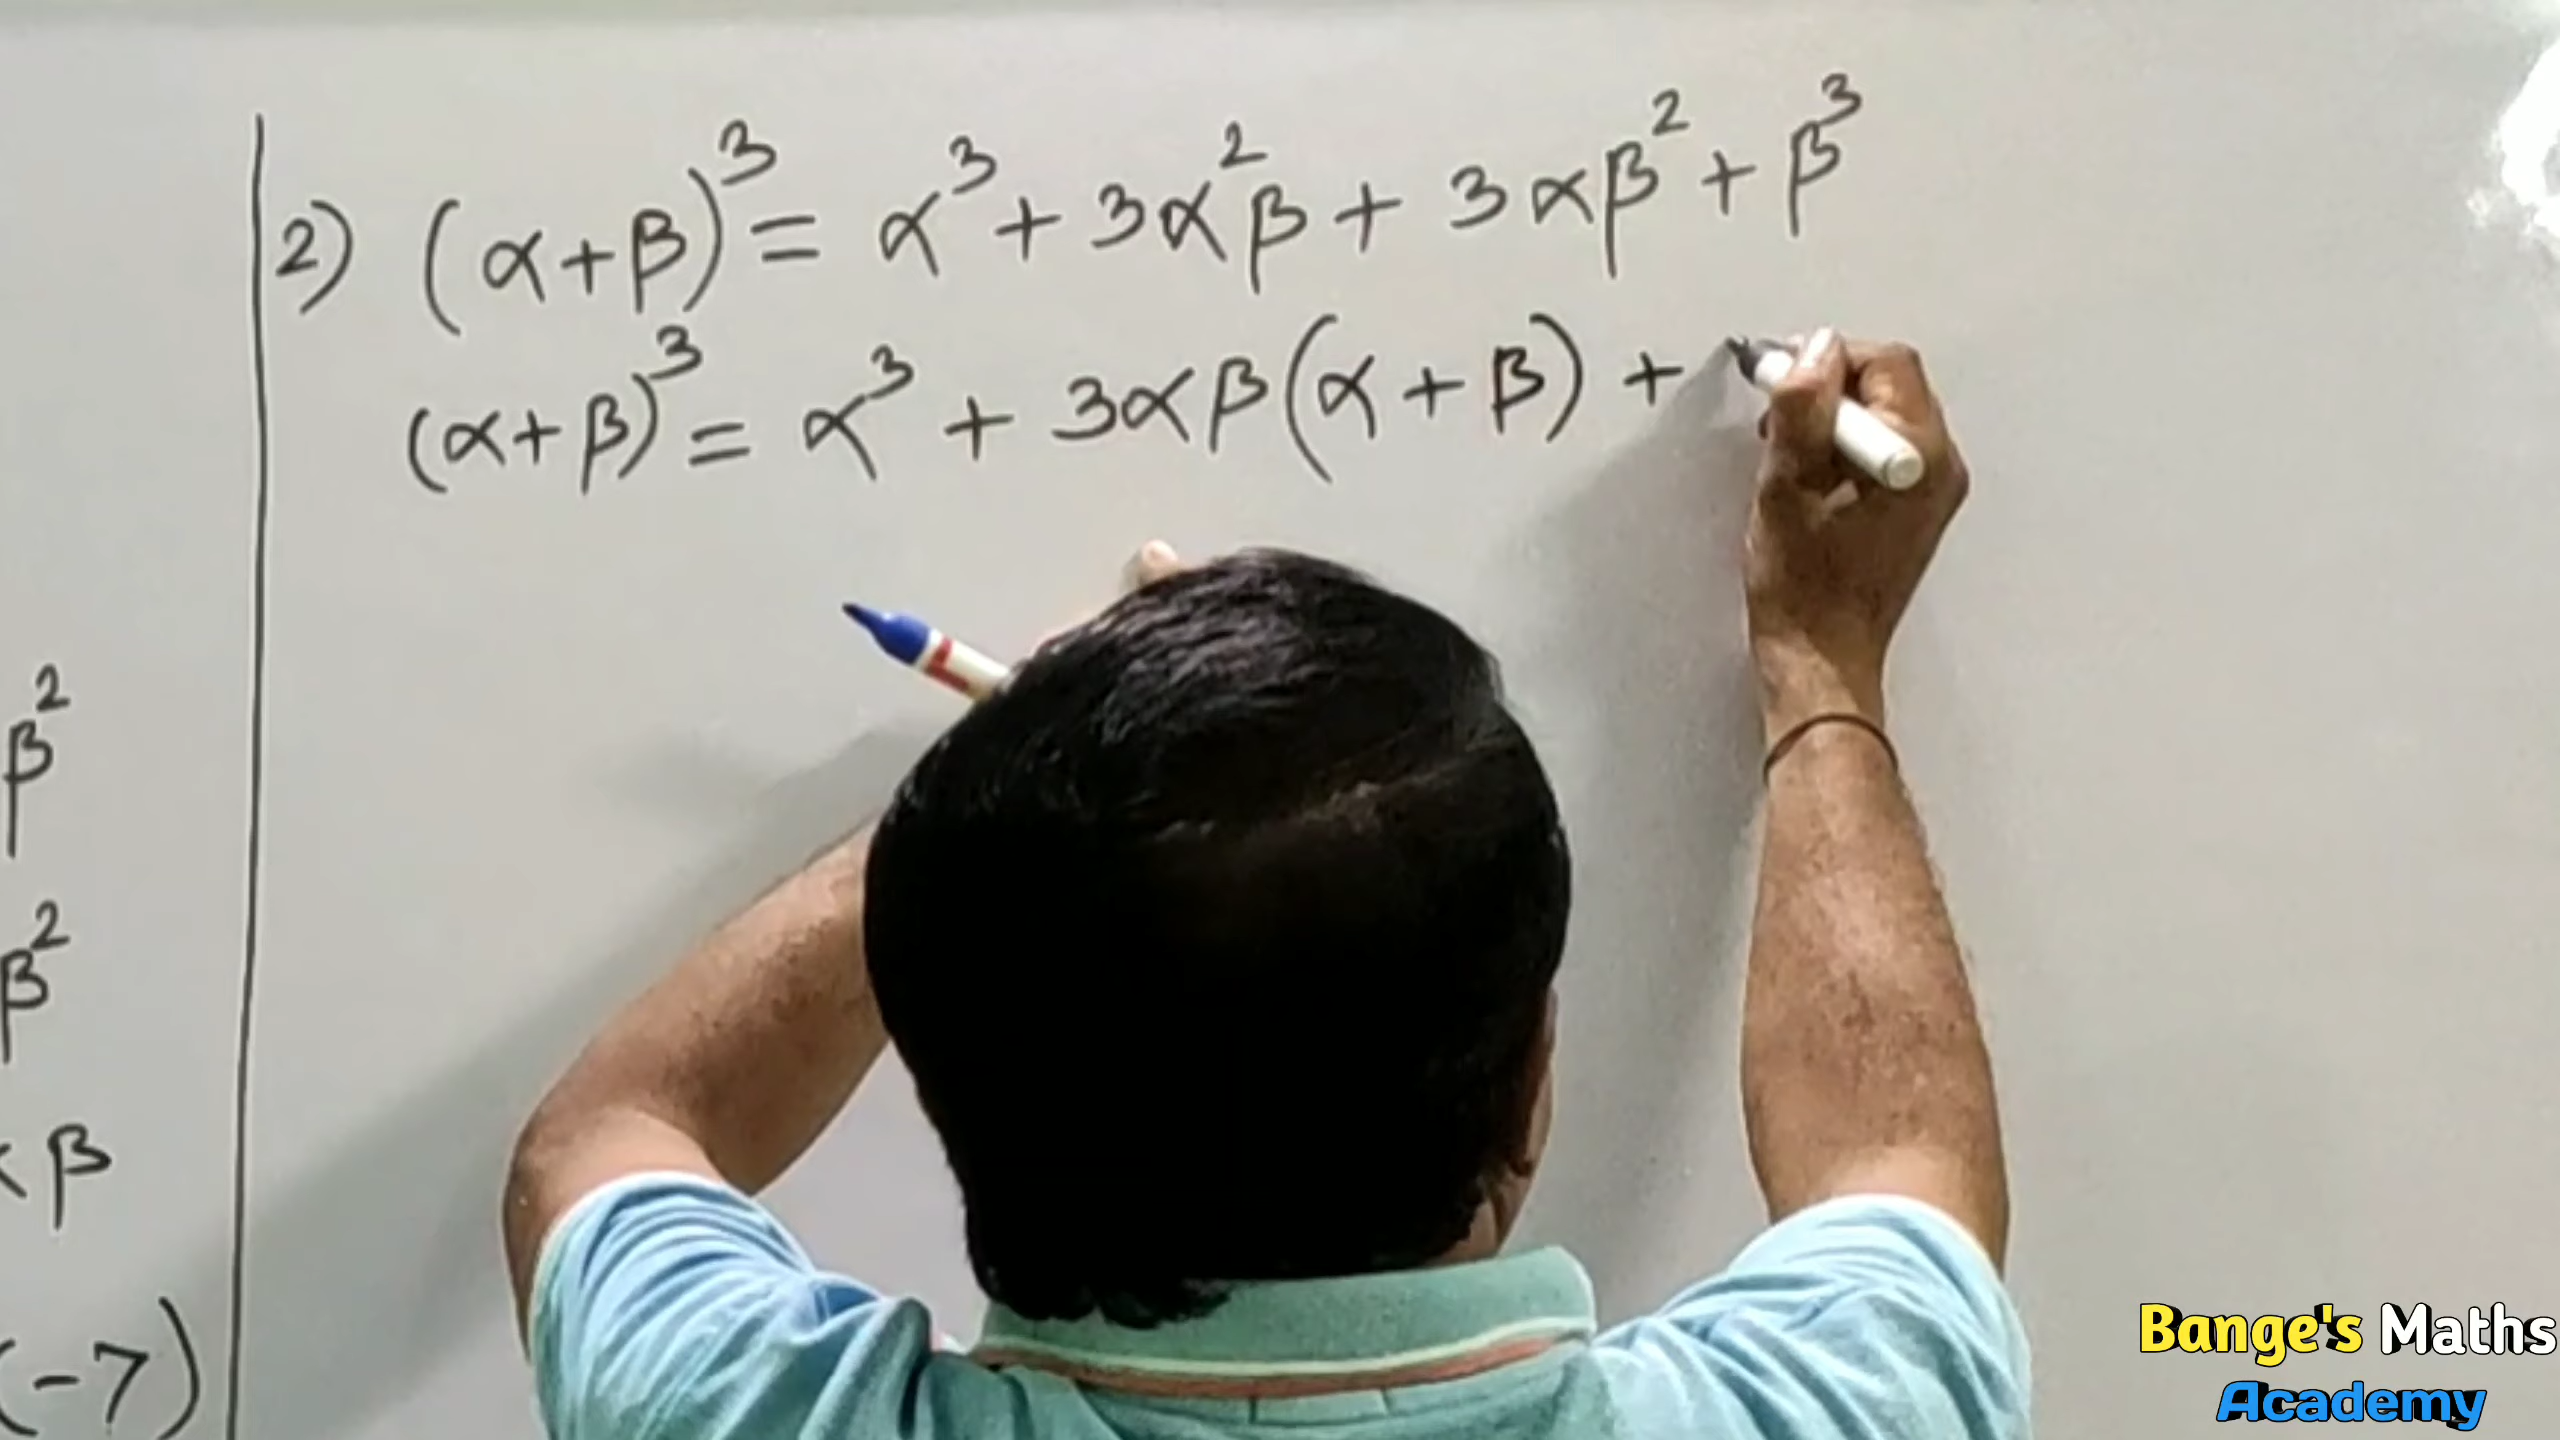 2) (α+β)³ = α³ + 3α²β + 3αβ² + β³
(α+β)³ = α³ + 3αβ(α+β) +
β²
β²
β
(-7)
Bange's Maths
Academy